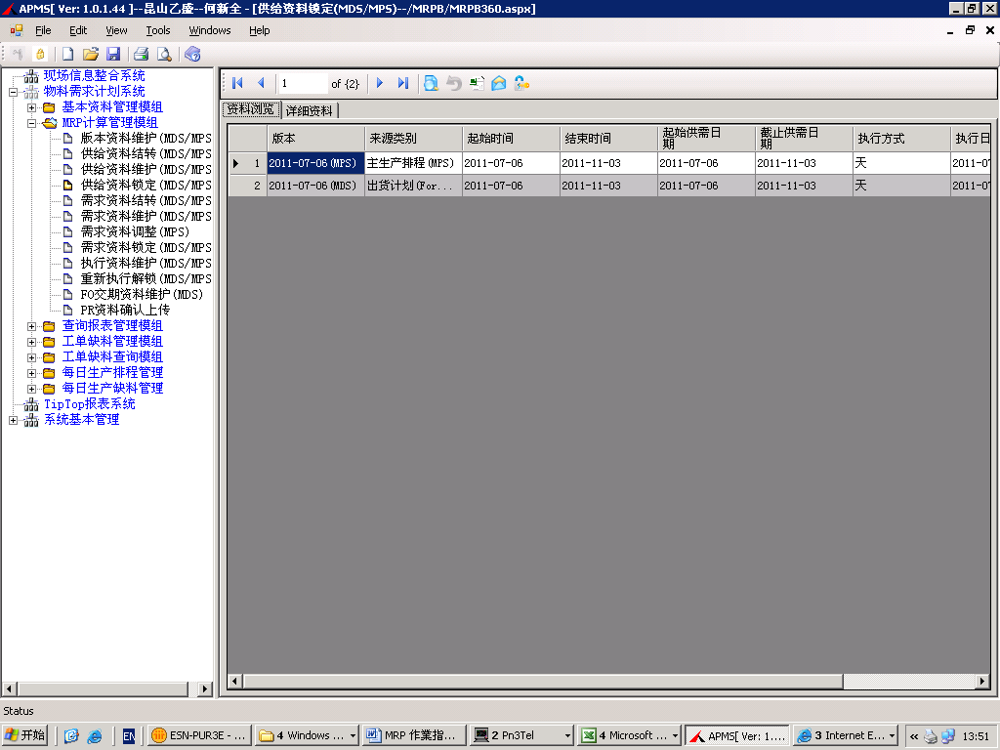 APMS[ Ver: 1.0.1.44 ]--昆山乙盛--何新全 - [供给资料锁定(MDS/MPS)--/MRPB/MRPB360.aspx]
File Edit View Tools Windows Help
现场信息整合系统
物料需求计划系统
基本资料管理模组
MRP计算管理模组
版本资料维护(MDS/MPS
供给资料结转(MDS/MPS
供给资料维护(MDS/MPS
供给资料锁定(MDS/MPS
需求资料结转(MDS/MPS
需求资料维护(MDS/MPS
需求资料调整(MPS)
需求资料锁定(MDS/MPS
执行资料维护(MDS/MPS
重新执行解锁(MDS/MPS
FO交期资料维护(MDS)
PR资料确认上传
查询报表管理模组
工单缺料管理模组
工单缺料查询模组
每日生产排程管理
每日生产缺料管理
TipTop报表系统
系统基本管理
1 of {2}
资料浏览 详细资料
版本 来源类别 起始时间 结束时间 起始供需日期 截止供需日期 执行方式 执行日
1 2011-07-06(MPS) 主生产排程(MPS) 2011-07-06 2011-11-03 2011-07-06 2011-11-03 天 2011-0
2 2011-07-06(MDS) 出货计划(For... 2011-07-06 2011-11-03 2011-07-06 2011-11-03 天 2011-0
Status
开始 EN ESN-PUR3E - ... 4 Windows ... MRP 作業指... 2 Pn3Tel 4 Microsoft ... APMS[ Ver: 1.... 3 Internet E... « 13:51